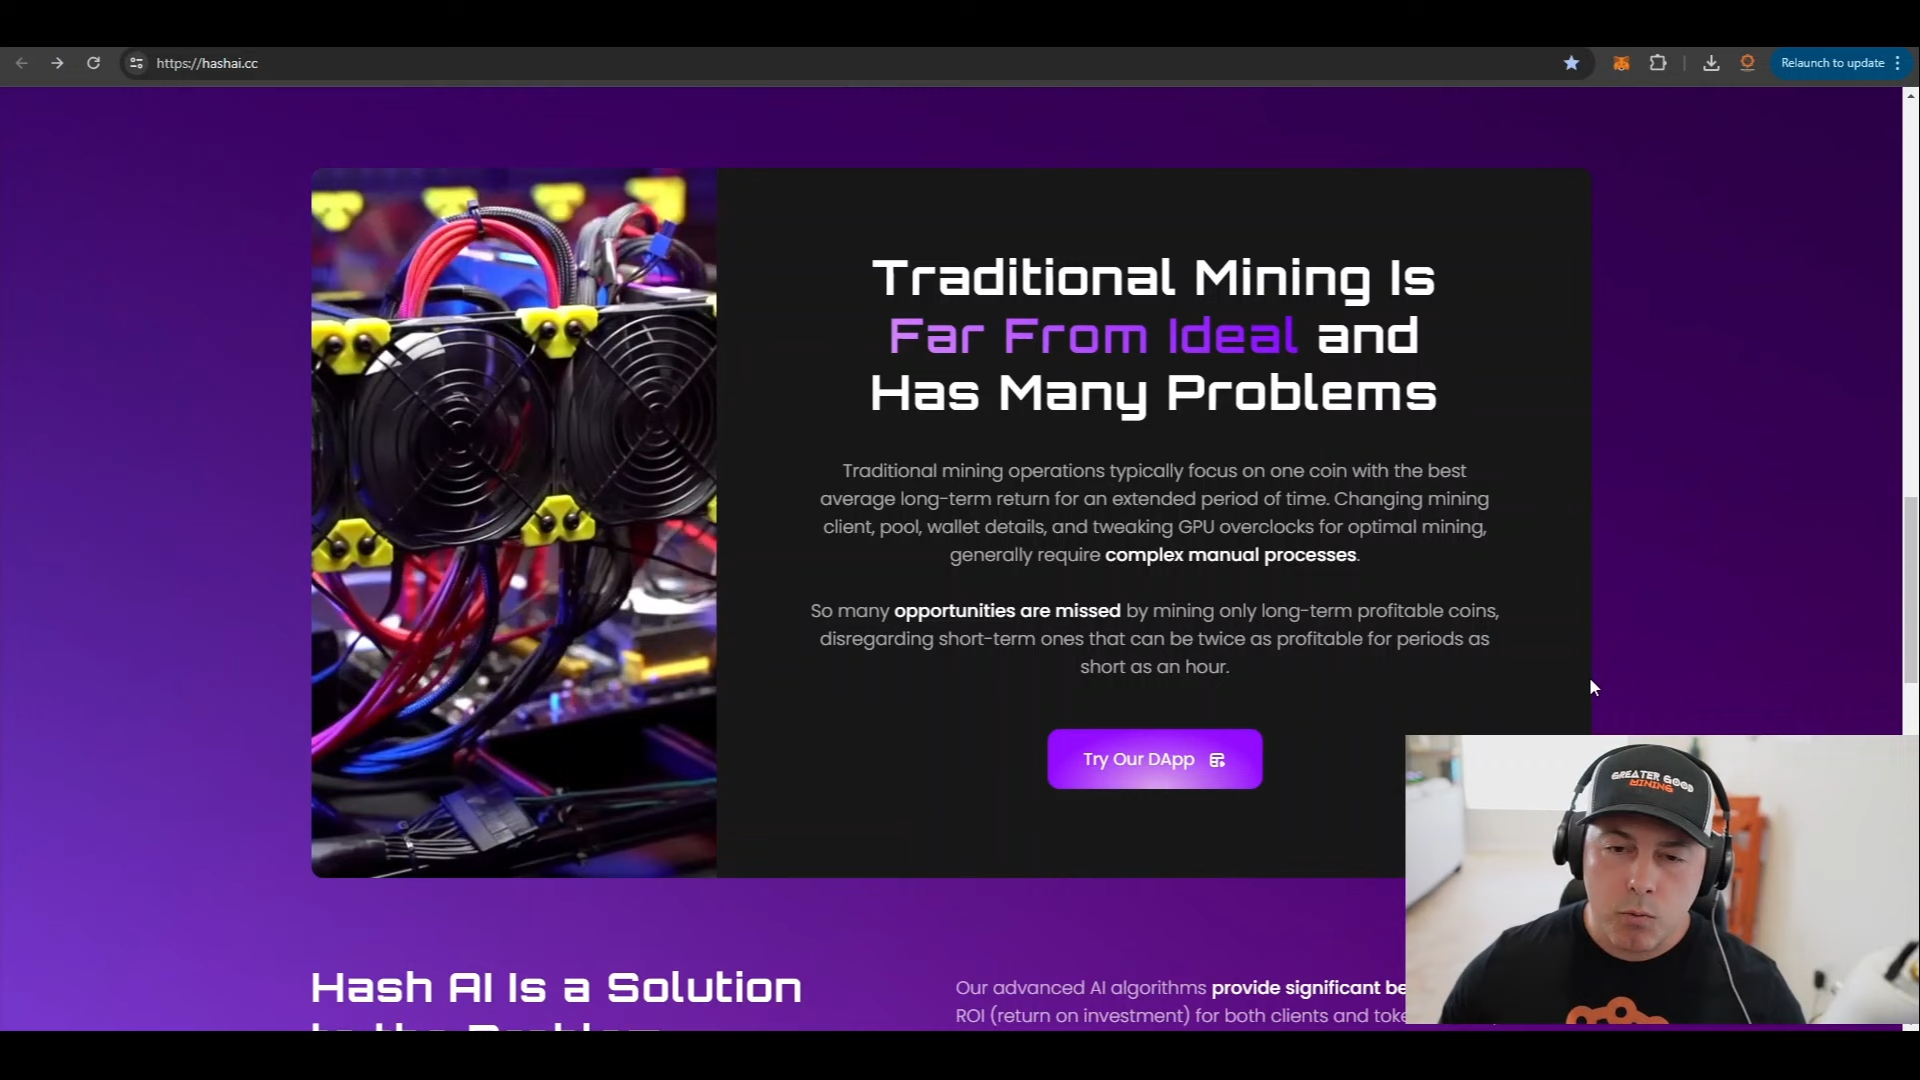 https://hashai.cc
Relaunch to update
Traditional Mining Is
Far From Ideal and
Has Many Problems
Traditional mining operations typically focus on one coin with the best
average long-term return for an extended period of time. Changing mining
client, pool, wallet details, and tweaking GPU overclocks for optimal mining,
generally require complex manual processes.
So many opportunities are missed by mining only long-term profitable coins,
disregarding short-term ones that can be twice as profitable for periods as
short as an hour.
Try Our DApp
GREATER GOOD
MINING
Hash AI Is a Solution
Our advanced AI algorithms provide significant
ROI (return on investment) for both clients and